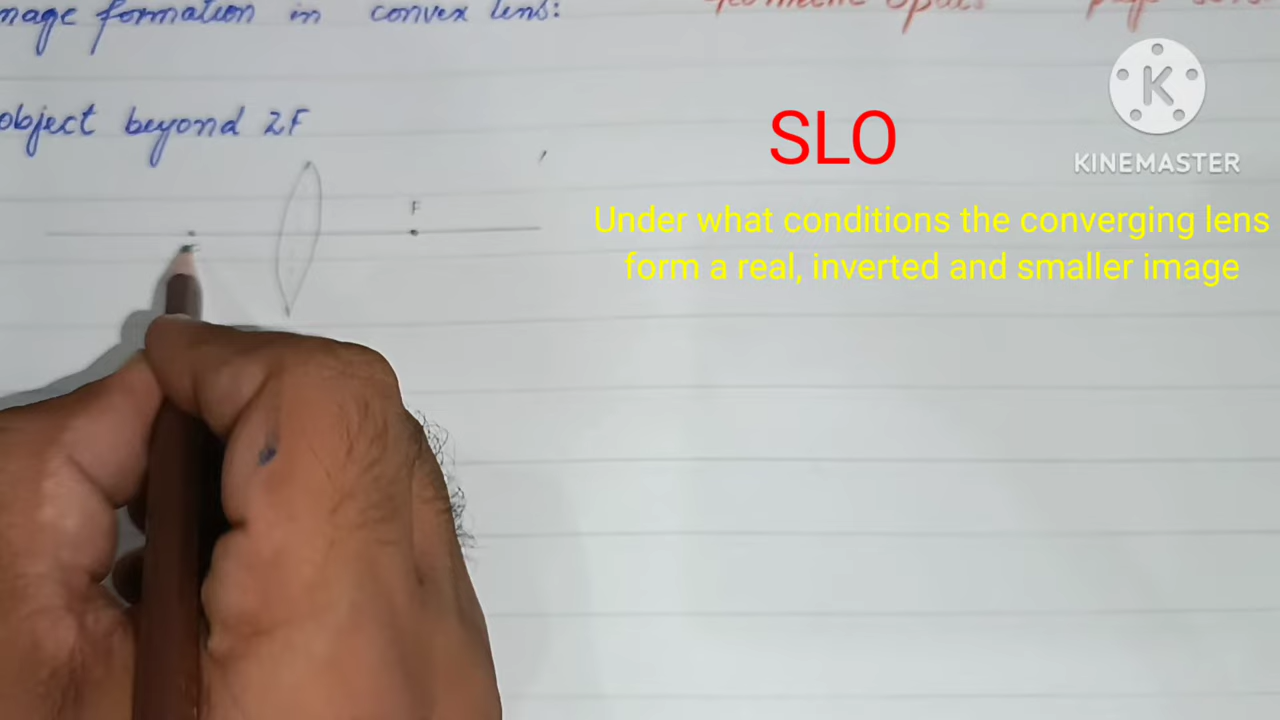 mage formation in convex lens:
object beyond 2F
F
SLO
Under what conditions the converging lens
form a real, inverted and smaller image
K
KINEMASTER